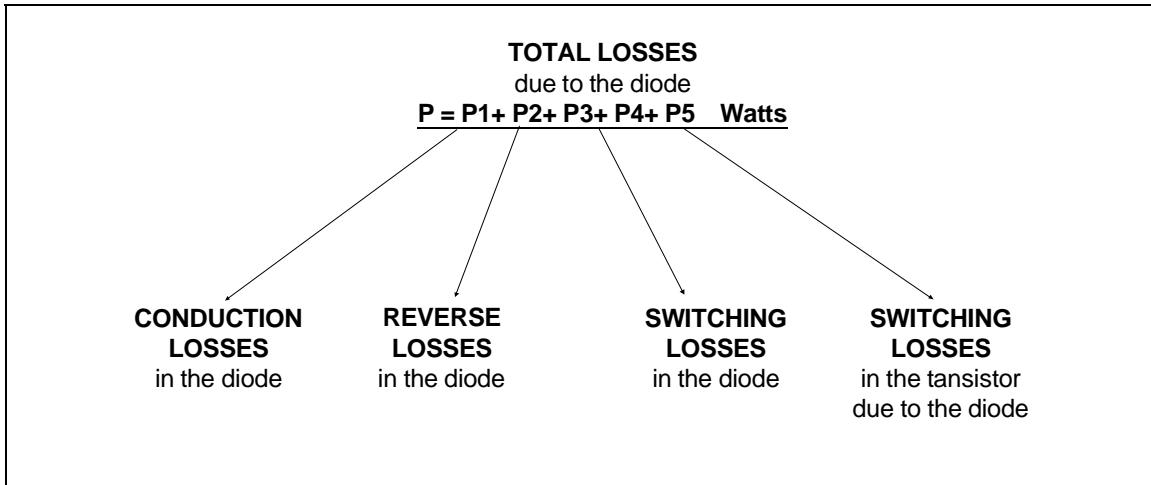 TOTAL LOSSES
due to the diode
P = P1+ P2+ P3+ P4+ P5 Watts
CONDUCTION
LOSSES
in the diode
REVERSE
LOSSES
in the diode
SWITCHING
LOSSES
in the diode
SWITCHING
LOSSES
in the tansistor
due to the diode